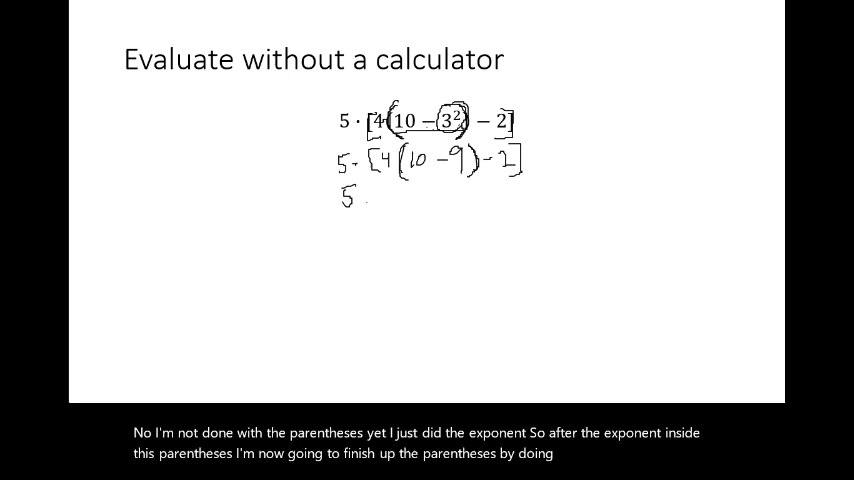 Evaluate without a calculator
5 · [4(10 − 3²) − 2]
5 · [4(10 − 9) − 2]
5 ·
No I'm not done with the parentheses yet I just did the exponent So after the exponent inside
this parentheses I'm now going to finish up the parentheses by doing